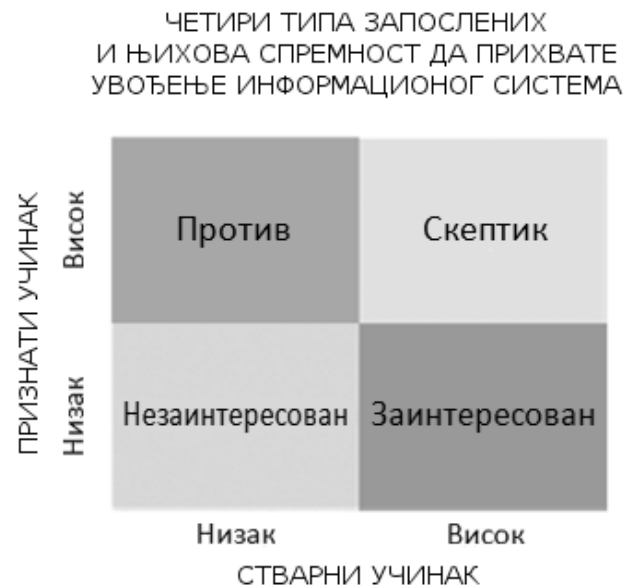 ЧЕТИРИ ТИПА ЗАПОСЛЕНИХ
И ЊИХОВА СПРЕМНОСТ ДА ПРИХВАТЕ
УВОЂЕЊЕ ИНФОРМАЦИОНОГ СИСТЕМА
ПРИЗНАТИ УЧИНАК
Висок
Против
Скептик
Низак
Незаинтересован
Заинтересован
Низак
Висок
СТВАРНИ УЧИНАК